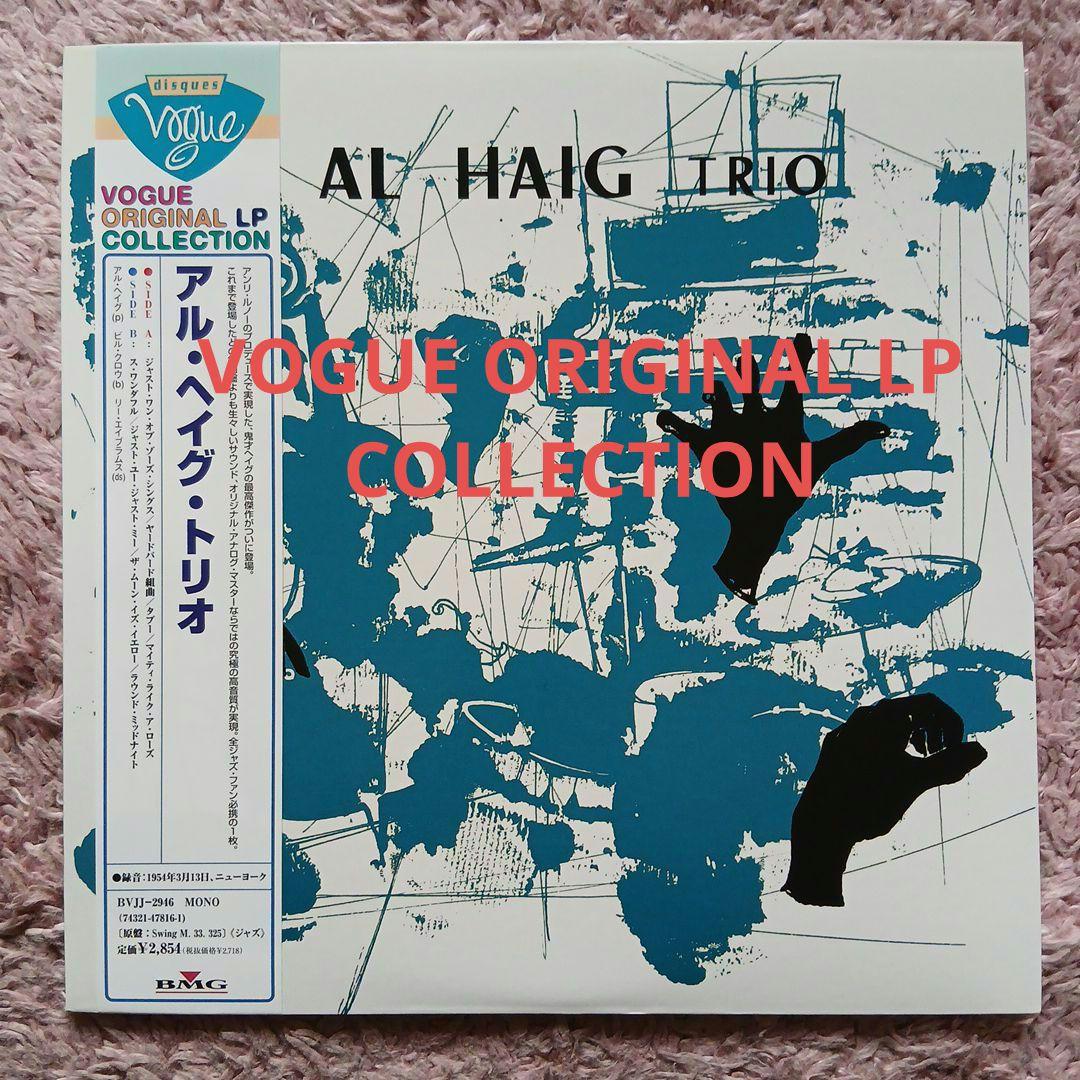 disques
Vogue
VOGUE
ORIGINAL LP
COLLECTION
AL HAIG TRIO
VOGUE ORIGINAL LP
COLLECTION
アンリ・ルノーのプロデュースで実現した、鬼才ヘイグの最高傑作がついに登場。
これまで登場したど
よりも生々しいサウンド、オリジナル・アナログ・マスターならではの究極の高音質が実現。全ジャズ・ファン必携の1枚。
アル・ヘイグ・トリオ
●SIDE A: ジャスト・ワン・オブ・ゾーズ・シングス/ヤードバード組曲/タブー/マイティ・ライク・ア・ローズ
●SIDE B: ス・ワンダフル/ジャスト・ユー・ジャスト・ミー/ザ・ムーン・イズ・イエロー/ラウンド・ミッドナイト
アル・ヘイグ(p) ビル・クロウ(b) リー・エイブラムス(ds)
●録音:1954年3月13日、ニューヨーク
BVJJ-2946 MONO
(74321-47816-1)
〔原盤:Swing M. 33. 325〕《ジャズ》
定価¥2,854(税抜価格¥2,718)
BMG